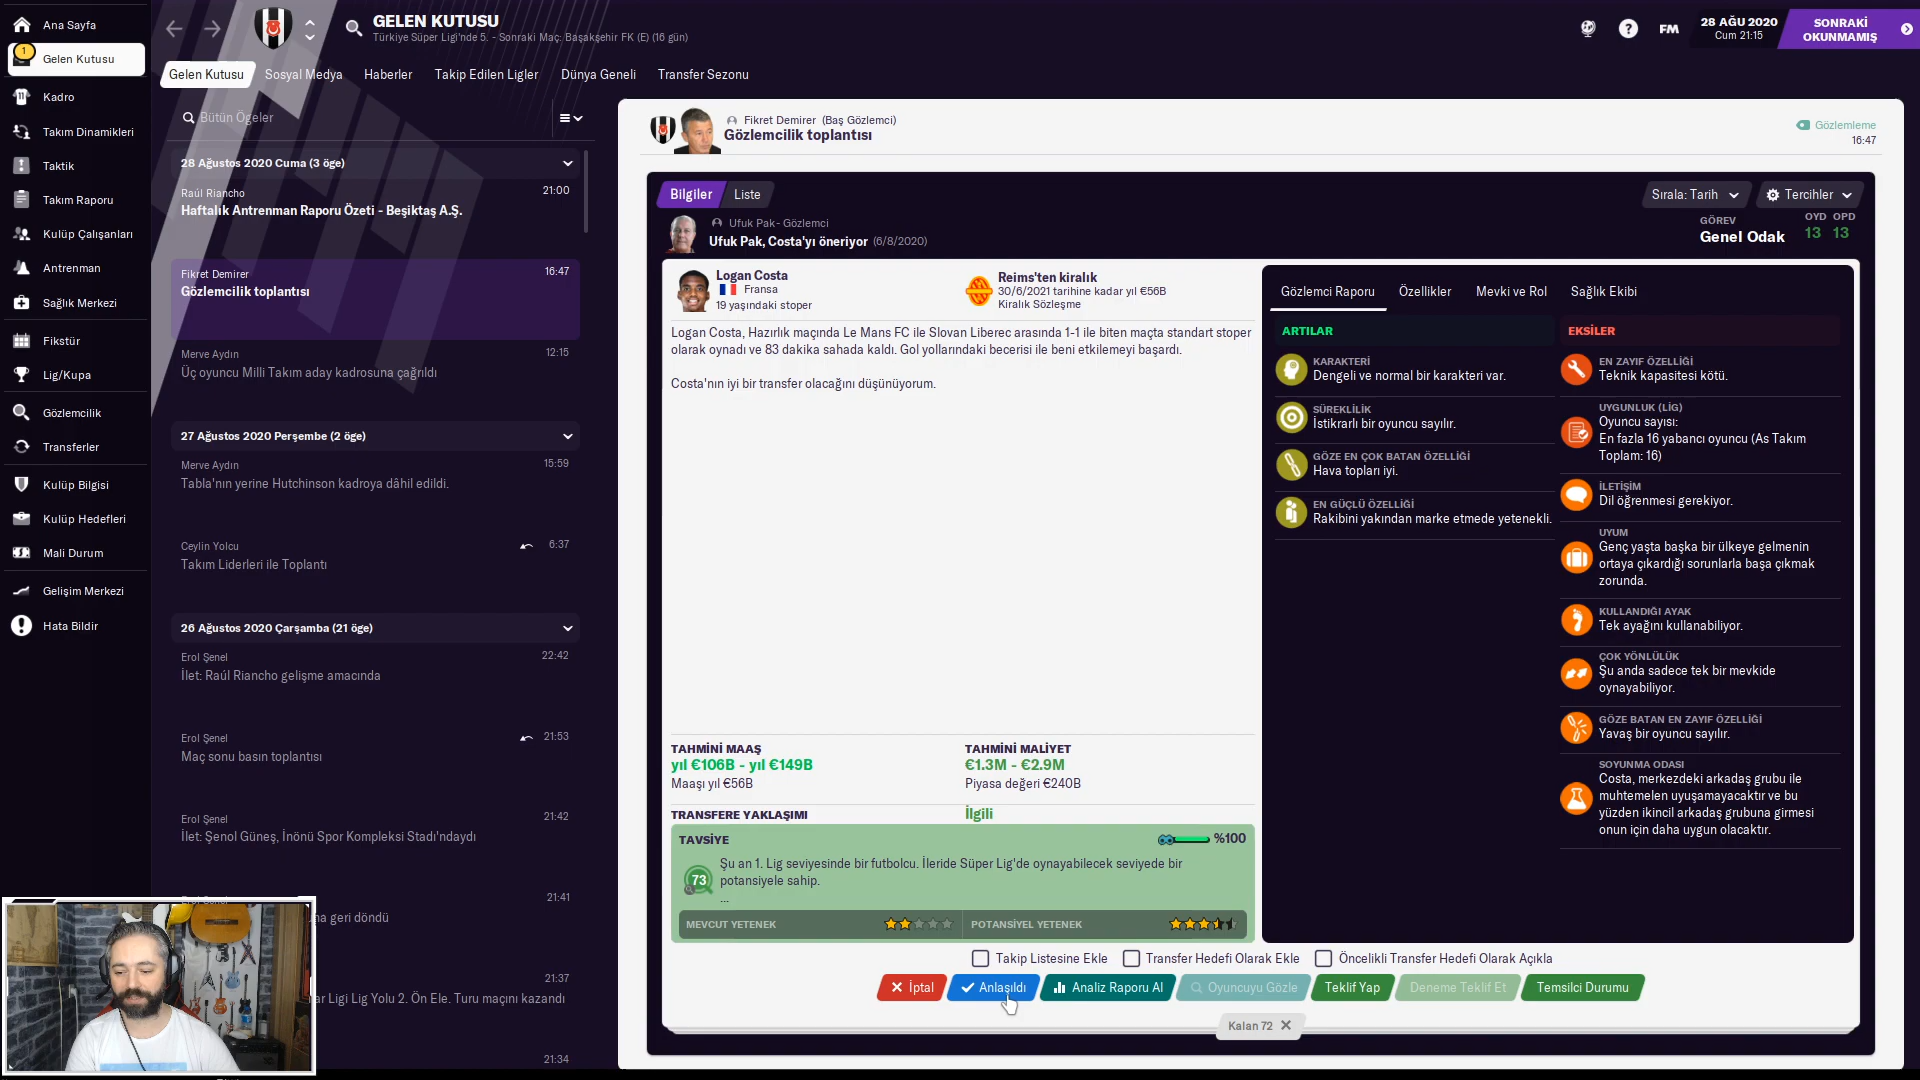 Ana Sayfa
1
Gelen Kutusu
Kadro
Takım Dinamikleri
Taktik
Takım Raporu
Kulüp Çalışanları
Antrenman
Sağlık Merkezi
Fikstür
Lig/Kupa
Gözlemcilik
Transferler
Kulüp Bilgisi
Kulüp Hedefleri
Mali Durum
Gelişim Merkezi
Hata Bildir
GELEN KUTUSU
Türkiye Süper Ligi'nde 5. - Sonraki Maç: Başakşehir FK (E) (16 gün)
FM
28 AĞU 2020
Cum 21:15
SONRAKİ
OKUNMAMIŞ
Gelen Kutusu Sosyal Medya Haberler Takip Edilen Ligler Dünya Geneli Transfer Sezonu
Bütün Ögeler
28 Ağustos 2020 Cuma (3 öge)
Raúl Riancho 21:00
Haftalık Antrenman Raporu Özeti - Beşiktaş A.Ş.
Fikret Demirer 16:47
Gözlemcilik toplantısı
Merve Aydın 12:15
Üç oyuncu Milli Takım aday kadrosuna çağrıldı
27 Ağustos 2020 Perşembe (2 öge)
Merve Aydın 15:59
Tabla'nın yerine Hutchinson kadroya dâhil edildi.
Ceylin Yolcu 6:37
Takım Liderleri ile Toplantı
26 Ağustos 2020 Çarşamba (21 öge)
Erol Şenel 22:42
İlet: Raúl Riancho gelişme amacında
Erol Şenel 21:53
Maç sonu basın toplantısı
Erol Şenel 21:42
İlet: Şenol Güneş, İnönü Spor Kompleksi Stadı'ndaydı
21:41
geri döndü
21:37
Ligi Lig Yolu 2. Ön Ele. Turu maçını kazandı
21:34
Fikret Demirer (Baş Gözlemci)
Gözlemcilik toplantısı
Gözlemleme
16:47
Bilgiler Liste
Sırala: Tarih Tercihler
Ufuk Pak - Gözlemci
Ufuk Pak, Costa'yı öneriyor (6/8/2020)
GÖREV
Genel Odak
OYD OPD
13 13
Logan Costa
Fransa
19 yaşındaki stoper
Reims'ten kiralık
30/6/2021 tarihine kadar yıl €56B
Kiralık Sözleşme
Logan Costa, Hazırlık maçında Le Mans FC ile Slovan Liberec arasında 1-1 ile biten maçta standart stoper
olarak oynadı ve 83 dakika sahada kaldı. Gol yollarındaki becerisi ile beni etkilemeyi başardı.
Costa'nın iyi bir transfer olacağını düşünüyorum.
TAHMİNİ MAAŞ
yıl €106B - yıl €149B
Maaşı yıl €56B
TAHMİNİ MALİYET
€1.3M - €2.9M
Piyasa değeri €240B
TRANSFERE YAKLAŞIMI İlgili
TAVSİYE %100
73
Şu an 1. Lig seviyesinde bir futbolcu. İleride Süper Lig'de oynayabilecek seviyede bir
potansiyele sahip.
...
MEVCUT YETENEK POTANSİYEL YETENEK
Gözlemci Raporu Özellikler Mevki ve Rol Sağlık Ekibi
ARTILAR
KARAKTERİ
Dengeli ve normal bir karakteri var.
SÜREKLİLİK
İstikrarlı bir oyuncu sayılır.
GÖZE EN ÇOK BATAN ÖZELLİĞİ
Hava topları iyi.
EN GÜÇLÜ ÖZELLİĞİ
Rakibini yakından marke etmede yetenekli.
EKSİLER
EN ZAYIF ÖZELLİĞİ
Teknik kapasitesi kötü.
UYGUNLUK (LİG)
Oyuncu sayısı:
En fazla 16 yabancı oyuncu (As Takım
Toplam: 16)
İLETİŞİM
Dil öğrenmesi gerekiyor.
UYUM
Genç yaşta başka bir ülkeye gelmenin
ortaya çıkardığı sorunlarla başa çıkmak
zorunda.
KULLANDIĞI AYAK
Tek ayağını kullanabiliyor.
ÇOK YÖNLÜLÜK
Şu anda sadece tek bir mevkide
oynayabiliyor.
GÖZE BATAN EN ZAYIF ÖZELLİĞİ
Yavaş bir oyuncu sayılır.
SOYUNMA ODASI
Costa, merkezdeki arkadaş grubu ile
muhtemelen uyuşamayacaktır ve bu
yüzden ikincil arkadaş grubuna girmesi
onun için daha uygun olacaktır.
Takip Listesine Ekle Transfer Hedefi Olarak Ekle Öncelikli Transfer Hedefi Olarak Açıkla
İptal Anlaşıldı Analiz Raporu Al Oyuncuyu Gözle Teklif Yap Deneme Teklif Et Temsilci Durumu
Kalan 72